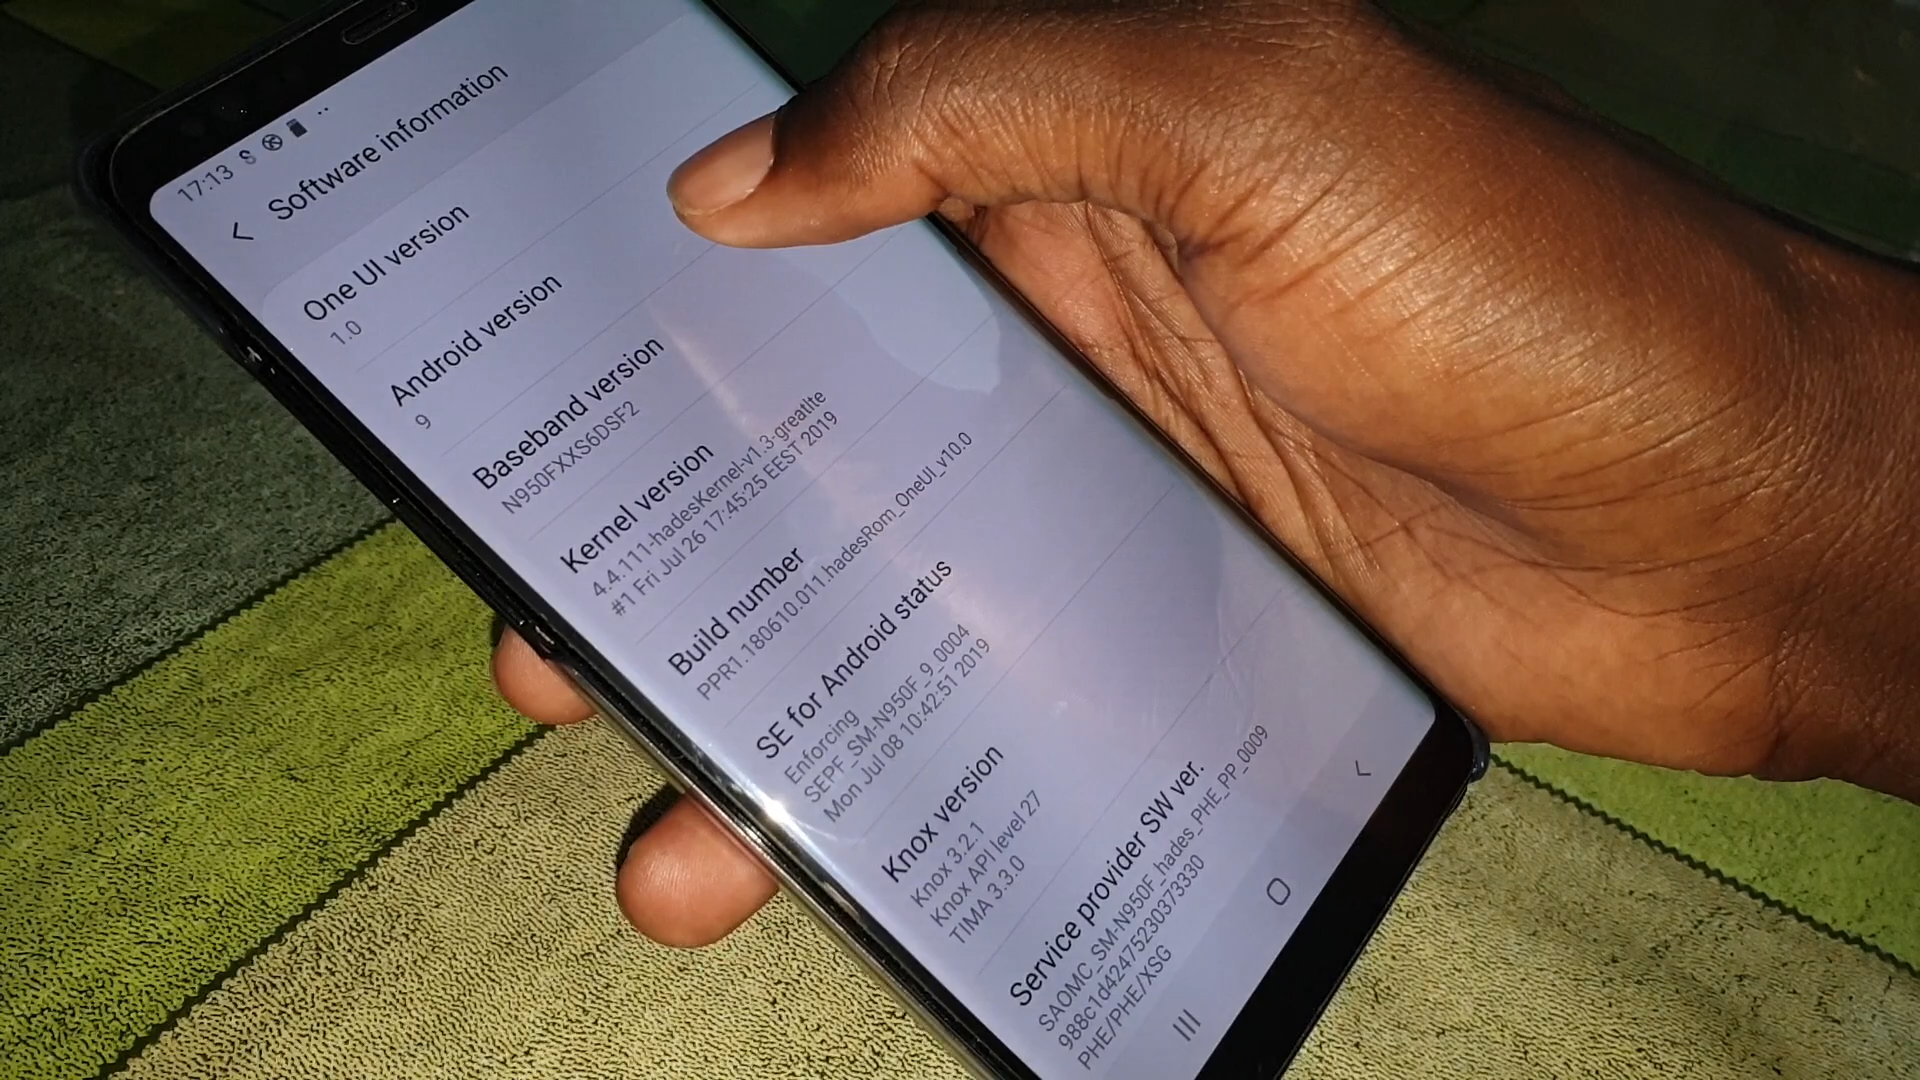 17:13
Software information
One UI version
1.0
Android version
9
Baseband version
N950FXXS6DSF2
Kernel version
4.4.111-hadesKernel-v1.3-greatlte
#1 Fri Jul 26 17:45:25 EEST 2019
Build number
PPR1.180610.011.hadesRom_OneUI_v10.0
SE for Android status
Enforcing
SEPF_SM-N950F_9_0004
Mon Jul 08 10:42:51 2019
Knox version
Knox 3.2.1
Knox API level 27
TIMA 3.3.0
Service provider SW ver.
SAOMC_SM-N950F_hades_PHE_PP_0009
988c1d4247523037333​0
PHE/PHE/XSG